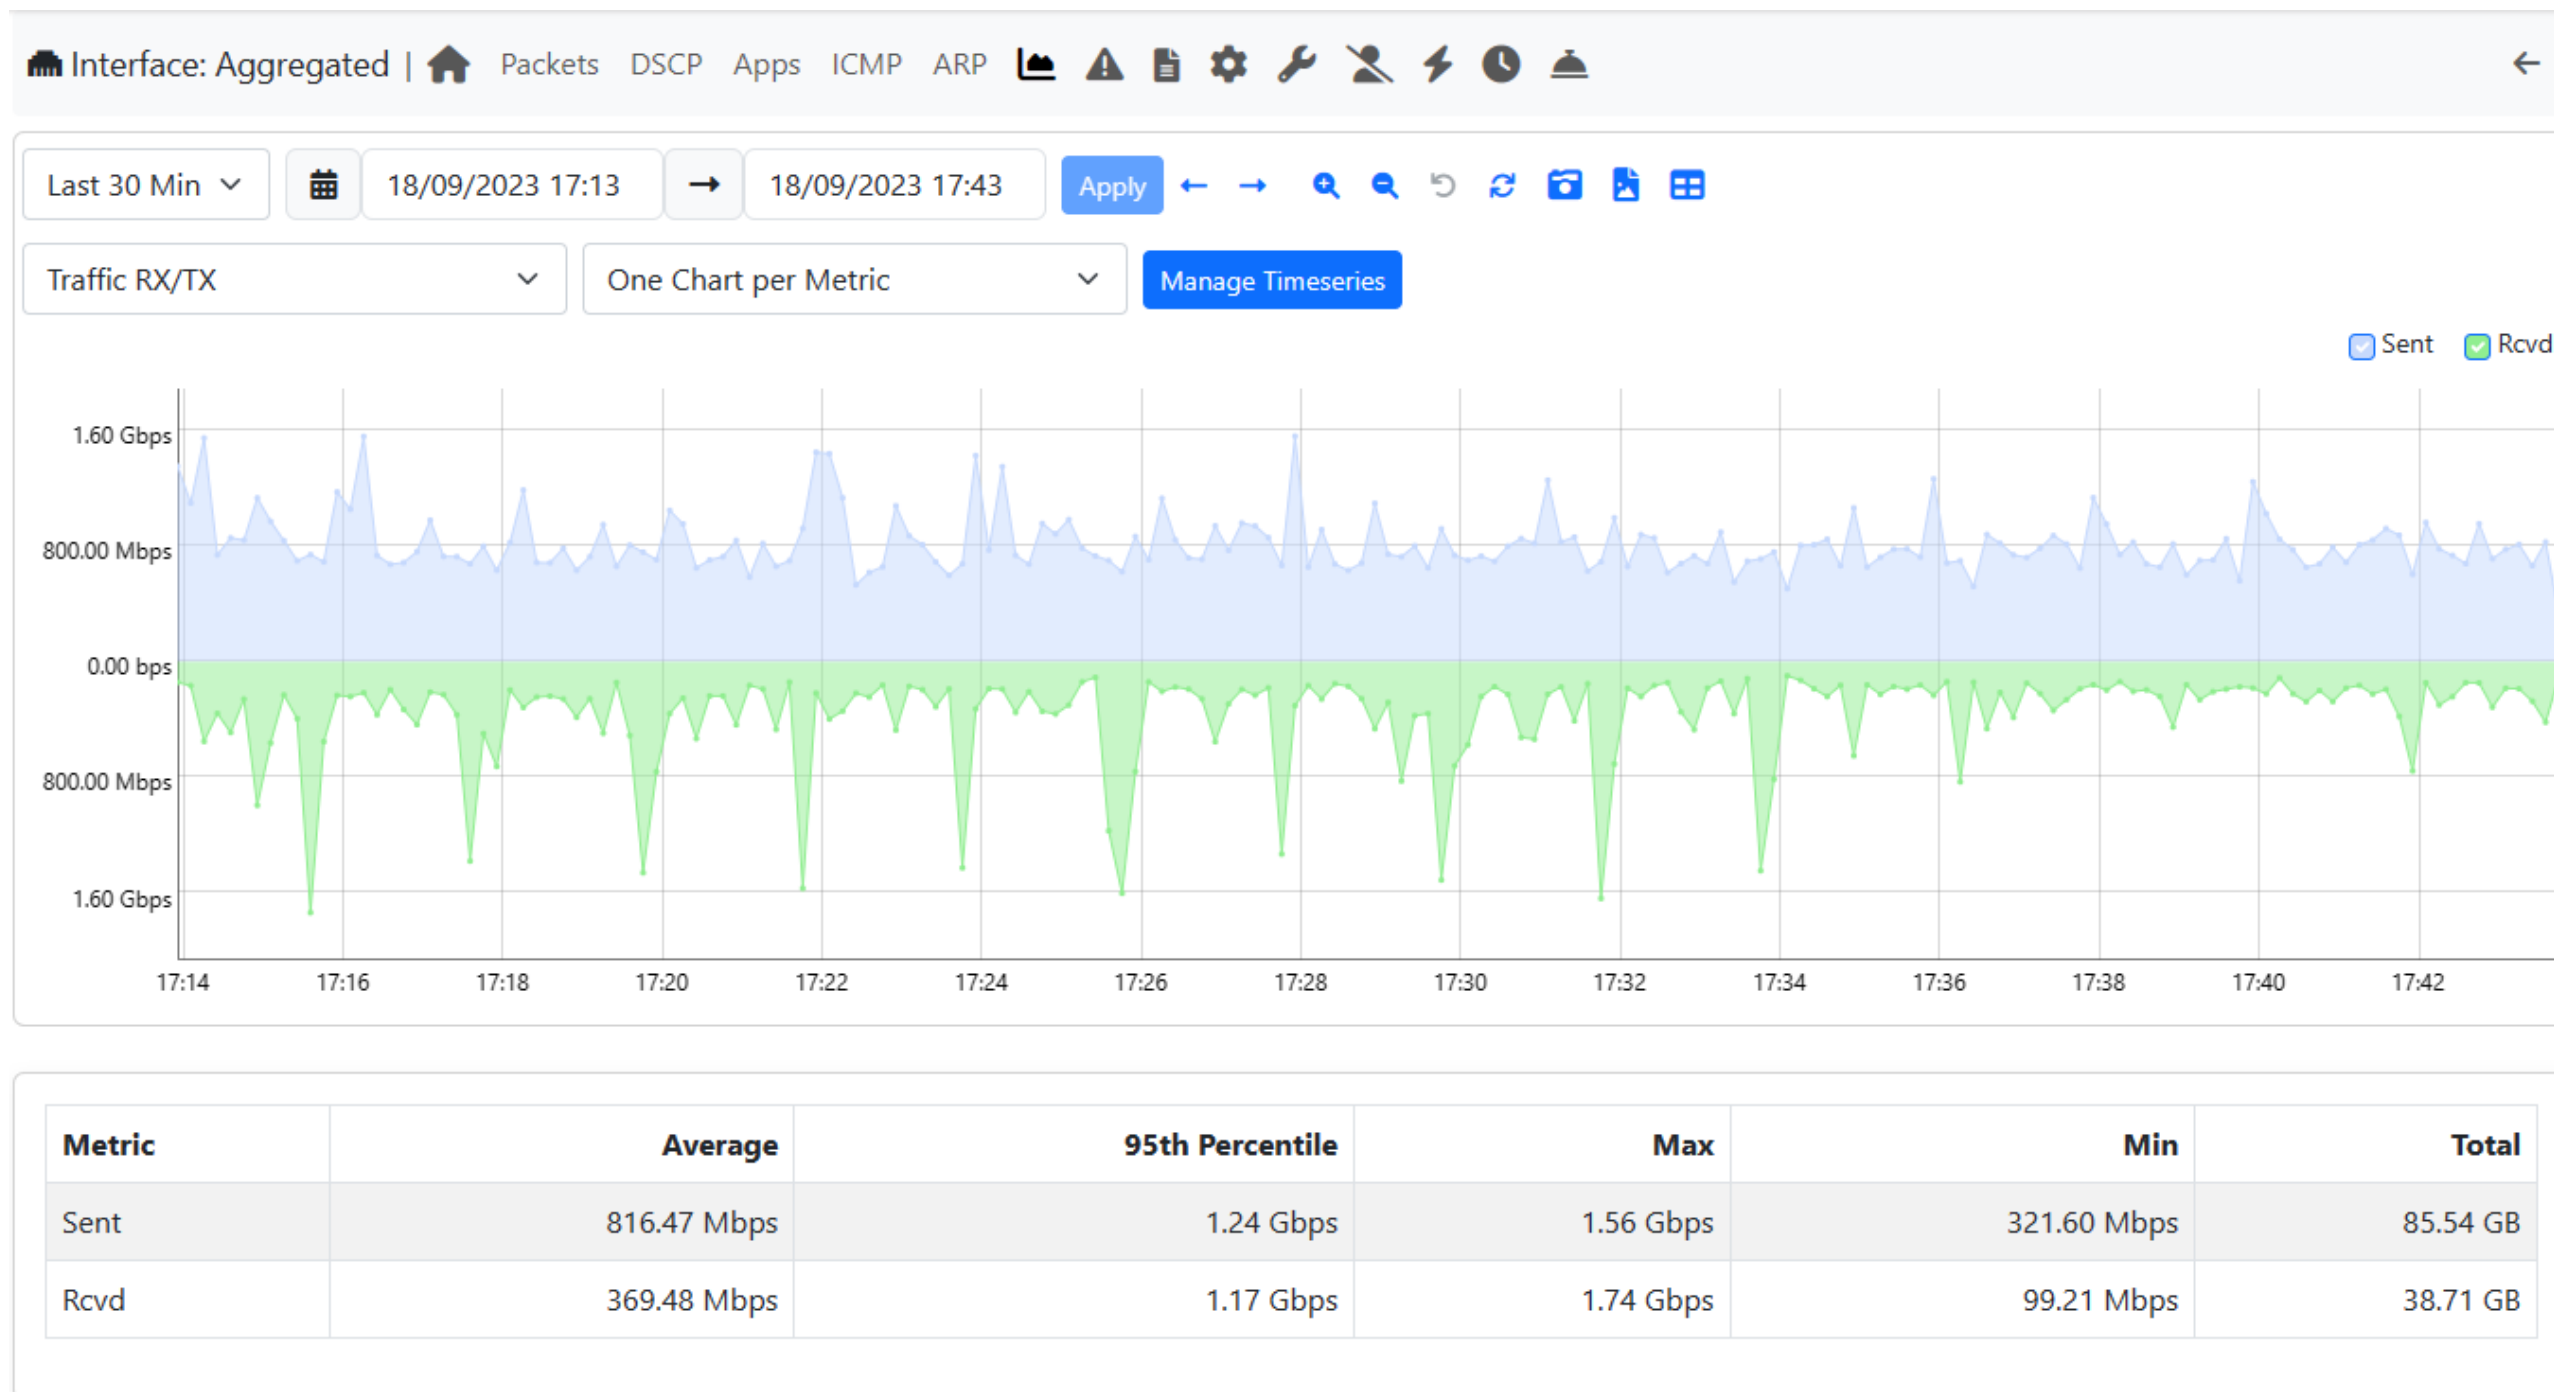 Interface: Aggregated | Packets DSCP Apps ICMP ARP
Last 30 Min 18/09/2023 17:13 18/09/2023 17:43 Apply
Traffic RX/TX One Chart per Metric Manage Timeseries
Sent Rcvd
1.60 Gbps
800.00 Mbps
0.00 bps
800.00 Mbps
1.60 Gbps
17:14 17:16 17:18 17:20 17:22 17:24 17:26 17:28 17:30 17:32 17:34 17:36 17:38 17:40 17:42
Metric Average 95th Percentile Max Min Total
Sent 816.47 Mbps 1.24 Gbps 1.56 Gbps 321.60 Mbps 85.54 GB
Rcvd 369.48 Mbps 1.17 Gbps 1.74 Gbps 99.21 Mbps 38.71 GB